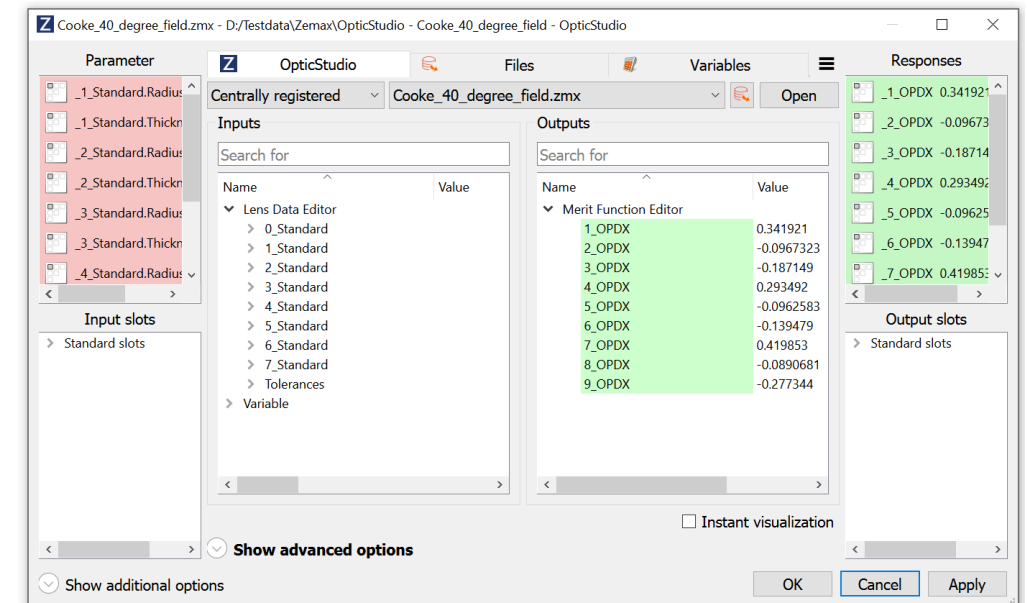 Z Cooke_40_degree_field.zmx - D:/Testdata/Zemax\OpticStudio - Cooke_40_degree_field - OpticStudio
Parameter
_1_Standard.Radius
_1_Standard.Thickn
_2_Standard.Radius
_2_Standard.Thickn
_3_Standard.Radius
_3_Standard.Thickn
_4_Standard.Radius
Input slots
Standard slots
Z OpticStudio
Files
Variables
Centrally registered
Cooke_40_degree_field.zmx
Open
Inputs
Search for
Name Value
Lens Data Editor
0_Standard
1_Standard
2_Standard
3_Standard
4_Standard
5_Standard
6_Standard
7_Standard
Tolerances
Variable
Outputs
Search for
Name Value
Merit Function Editor
1_OPDX 0.341921
2_OPDX -0.0967323
3_OPDX -0.187149
4_OPDX 0.293492
5_OPDX -0.0962583
6_OPDX -0.139479
7_OPDX 0.419853
8_OPDX -0.0890681
9_OPDX -0.277344
Instant visualization
Show advanced options
Responses
_1_OPDX 0.341921
_2_OPDX -0.09673
_3_OPDX -0.18714
_4_OPDX 0.293492
_5_OPDX -0.09625
_6_OPDX -0.13947
_7_OPDX 0.419853
Output slots
Standard slots
Show additional options
OK
Cancel
Apply